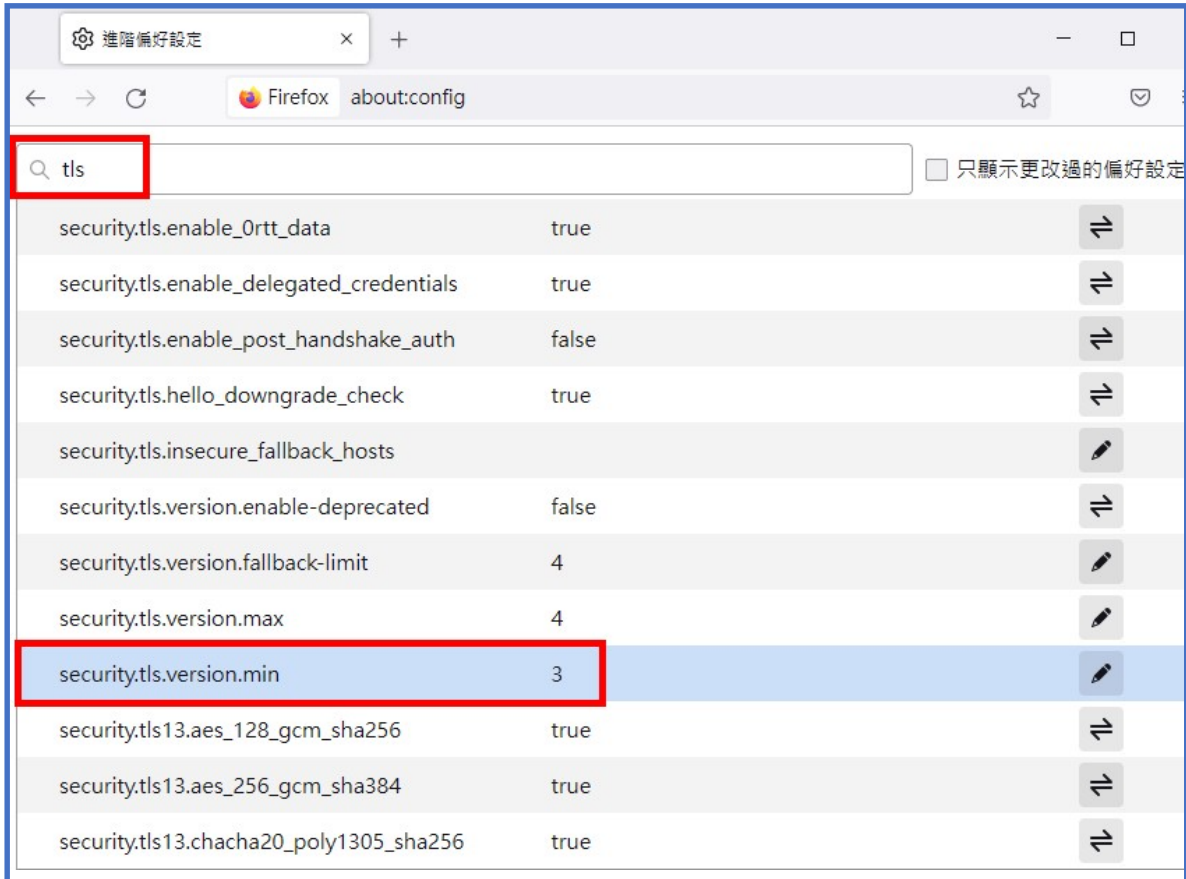 進階偏好設定
Firefox about:config
tls
只顯示更改過的偏好設定
security.tls.enable_0rtt_data true
security.tls.enable_delegated_credentials true
security.tls.enable_post_handshake_auth false
security.tls.hello_downgrade_check true
security.tls.insecure_fallback_hosts
security.tls.version.enable-deprecated false
security.tls.version.fallback-limit 4
security.tls.version.max 4
security.tls.version.min 3
security.tls13.aes_128_gcm_sha256 true
security.tls13.aes_256_gcm_sha384 true
security.tls13.chacha20_poly1305_sha256 true